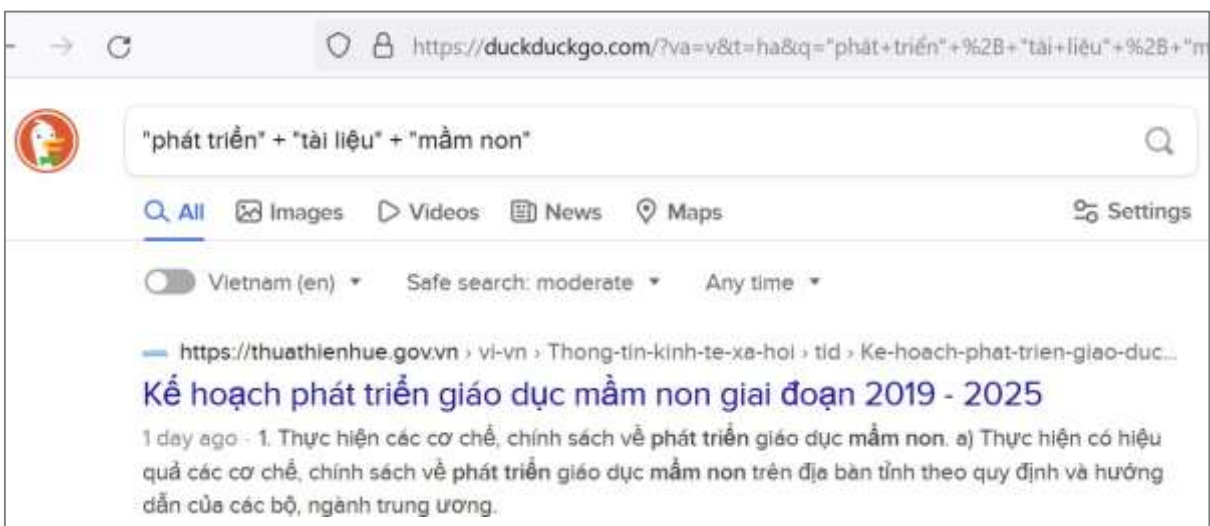 https://duckduckgo.com/?va=v&t=ha&q="phát+triển"+%2B+"tài+liệu"+%2B+"m
"phát triển" + "tài liệu" + "mầm non"
All Images Videos News Maps Settings
Vietnam (en) Safe search: moderate Any time
https://thuathienhue.gov.vn › vi-vn › Thong-tin-kinh-te-xa-hoi › tid › Ke-hoach-phat-trien-giao-duc...
Kế hoạch phát triển giáo dục mầm non giai đoạn 2019 - 2025
1 day ago · 1. Thực hiện các cơ chế, chính sách về phát triển giáo dục mầm non. a) Thực hiện có hiệu
quả các cơ chế, chính sách về phát triển giáo dục mầm non trên địa bàn tỉnh theo quy định và hướng
dẫn của các bộ, ngành trung ương.